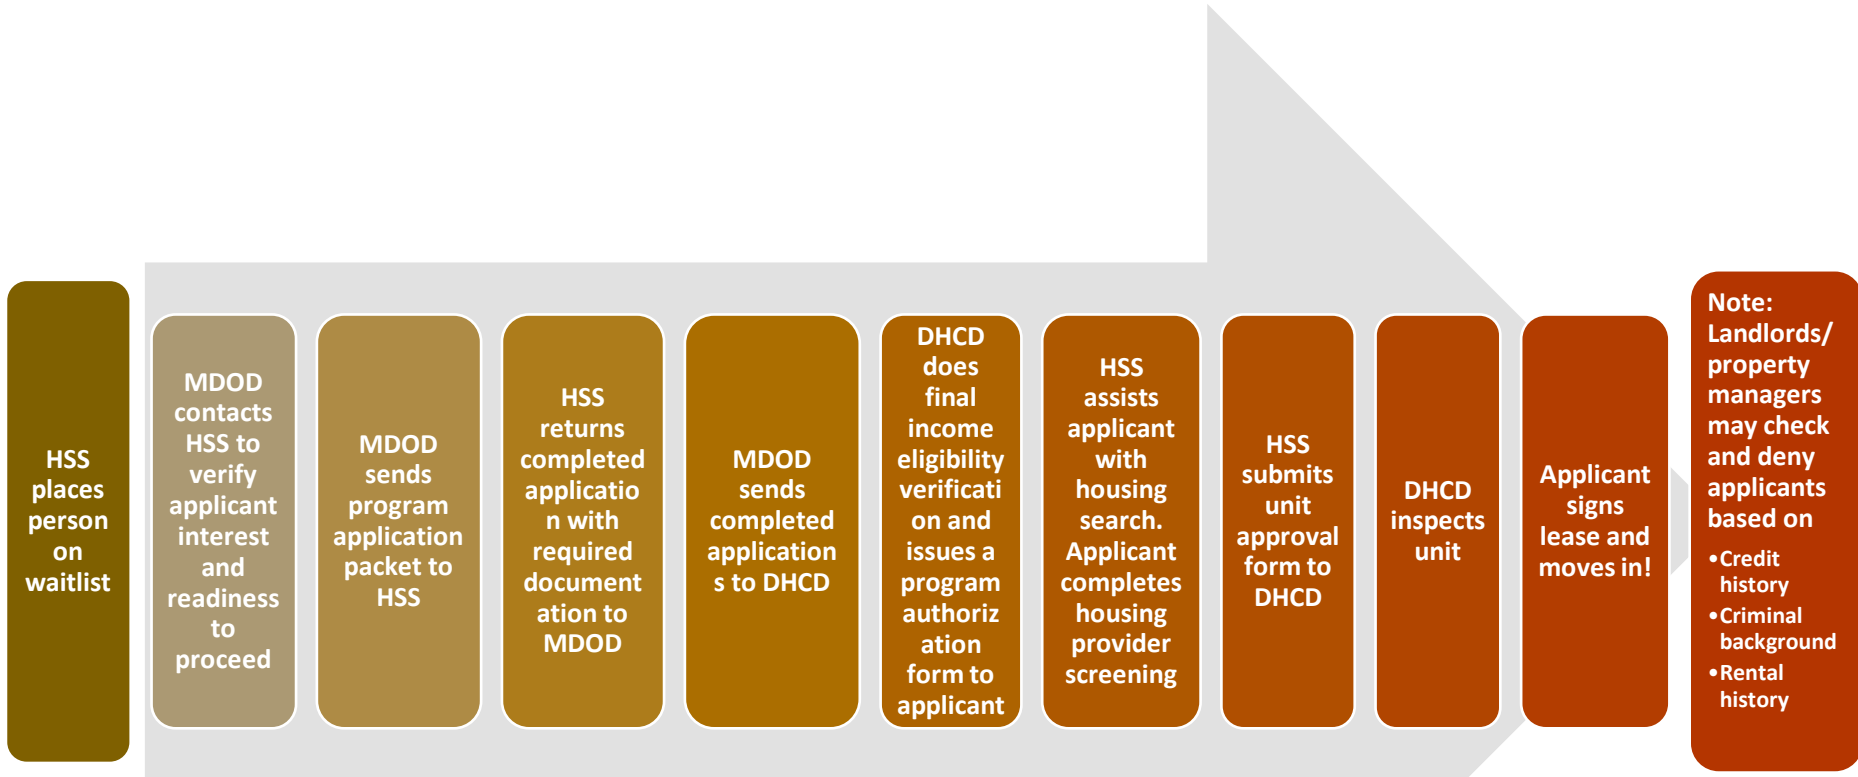 HSS
places
person
on
waitlist
MDOD
contacts
HSS to
verify
applicant
interest
and
readiness
to
proceed
MDOD
sends
program
application
packet to
HSS
HSS
returns
completed
applicatio
n with
required
document
ation to
MDOD
MDOD
sends
completed
application
s to DHCD
DHCD
does
final
income
eligibility
verificati
on and
issues a
program
authoriz
ation
form to
applicant
HSS
assists
applicant
with
housing
search.
Applicant
completes
housing
provider
screening
HSS
submits
unit
approval
form to
DHCD
DHCD
inspects
unit
Applicant
signs
lease and
moves in!
Note:
Landlords/
property
managers
may check
and deny
applicants
based on
•Credit
history
•Criminal
background
•Rental
history